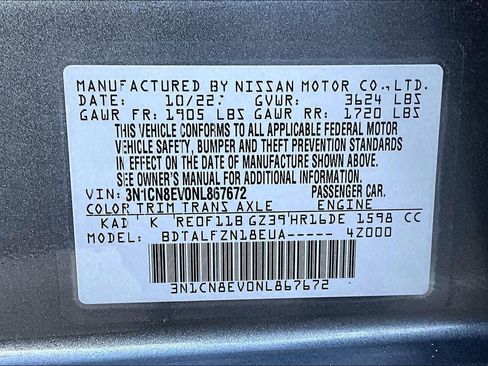 MANUFACTURED BY NISSAN MOTOR CO.,LTD.
DATE: 10/22 GVWR: 3624 LBS
GAWR FR: 1905 LBS GAWR RR: 1720 LBS
THIS VEHICLE CONFORMS TO ALL APPLICABLE FEDERAL MOTOR
VEHICLE SAFETY, BUMPER AND THEFT PREVENTION STANDARDS
IN EFFECT ON THE DATE OF MANUFACTURE SHOWN ABOVE.
SEE OWNER'S MANUAL FOR ADDITIONAL INFORMATION.
VIN: 3N1CN8EV0NL867672 PASSENGER CAR.
COLOR TRIM TRANS AXLE ENGINE
KAD K RE0F11B GZ39 HR16DE 1598 CC
MODEL: BDTALFZN18EUA----- 4Z000
3N1CN8EV0NL867672